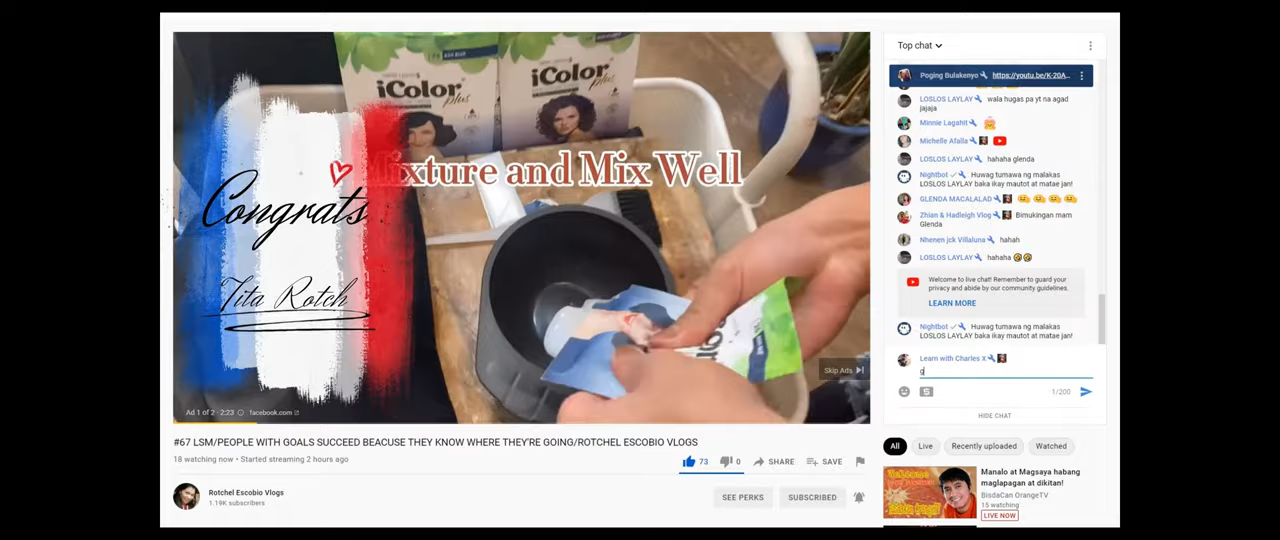 iColor
plus
iColor
plus
Mixture and Mix Well
Congrats
Tita Rotch
Skip Ads
Ad 1 of 2 · 2:23
facebook.com
#67 LSM/PEOPLE WITH GOALS SUCCEED BEACUSE THEY KNOW WHERE THEY'RE GOING/ROTCHEL ESCOBIO VLOGS
18 watching now • Started streaming 2 hours ago
73
0
SHARE
SAVE
Rotchel Escobio Vlogs
1.19K subscribers
SEE PERKS
SUBSCRIBED
Top chat
Poging Bulakenyo https://youtu.be/K-20A...
LOSLOS LAYLAY wala hugas pa yt na agad
jajaja
Minnie Lagahit
Michelle Afalla
LOSLOS LAYLAY hahaha glenda
Nightbot Huwag tumawa ng malakas
LOSLOS LAYLAY baka ikay mautot at matae jan!
GLENDA MACALALAD
Zhian & Hadleigh Vlog Bimukingan mam
Glenda
Nhenen jck Villaluna hahah
LOSLOS LAYLAY hahaha
Welcome to live chat! Remember to guard your
privacy and abide by our community guidelines.
LEARN MORE
Nightbot Huwag tumawa ng malakas
LOSLOS LAYLAY baka ikay mautot at matae jan!
Learn with Charles X
g
1/200
HIDE CHAT
All
Live
Recently uploaded
Watched
Manalo at Magsaya habang
maglapagan at dikitan!
BisdaCan OrangeTV
15 watching
LIVE NOW